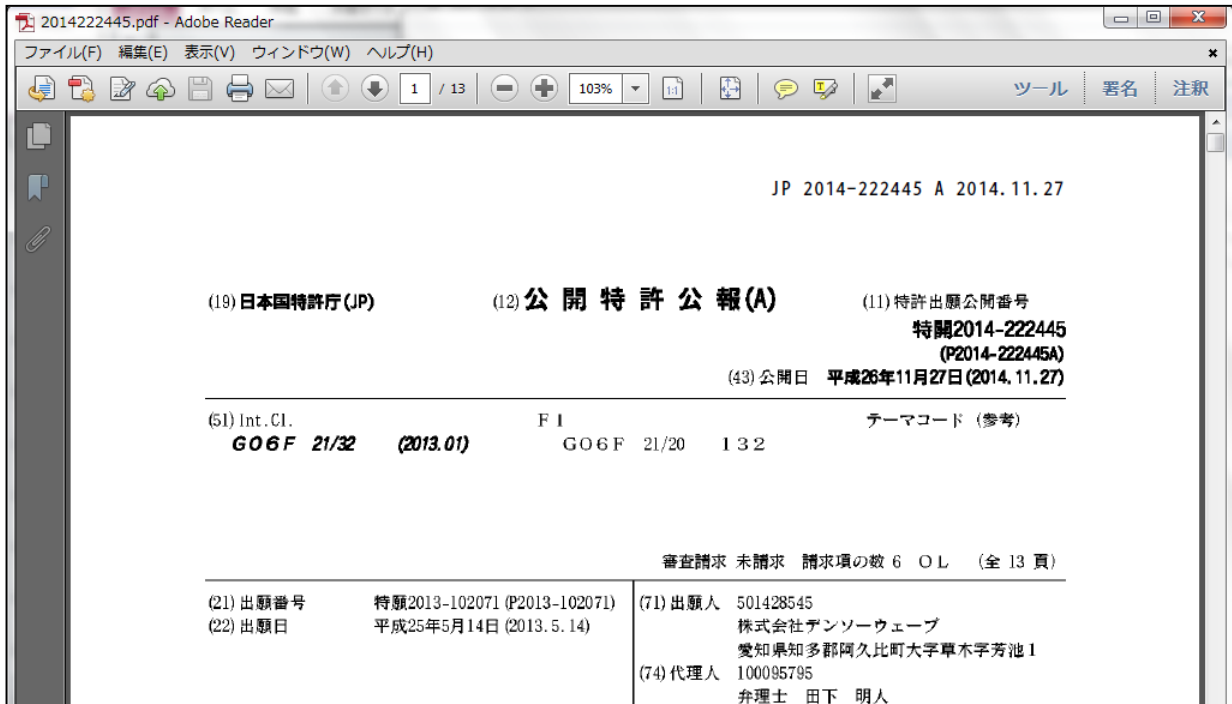 2014222445.pdf - Adobe Reader
ファイル(F) 編集(E) 表示(V) ウィンドウ(W) ヘルプ(H)
1 / 13 103% ツール 署名 注釈
JP 2014-222445 A 2014.11.27
(19)日本国特許庁(JP) (12)公開特許公報(A) (11)特許出願公開番号
特開2014-222445
(P2014-222445A)
(43)公開日 平成26年11月27日(2014.11.27)
(51)Int.Cl. F I テーマコード (参考)
G06F 21/32 (2013.01) G06F 21/20 132
審査請求 未請求 請求項の数 6 OL (全 13 頁)
(21)出願番号 特願2013-102071(P2013-102071) (71)出願人 501428545
(22)出願日 平成25年5月14日(2013.5.14) 株式会社デンソーウェーブ
愛知県知多郡阿久比町大字草木字芳池1
(74)代理人 100095795
弁理士 田下 明人